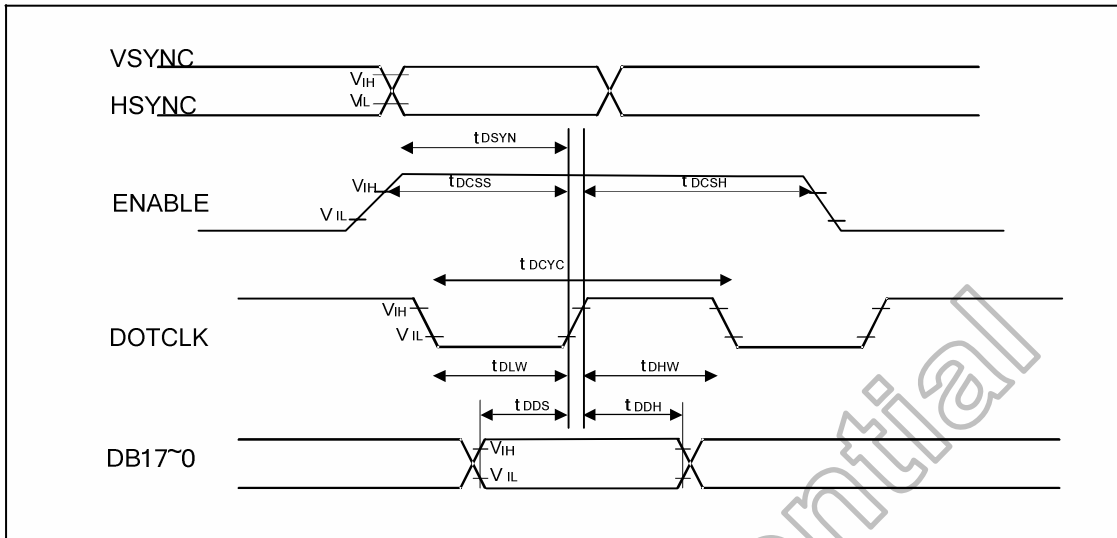 VSYNC
VIH
VIL
HSYNC
tDSYN
VIH
tDCSS
tDCSH
ENABLE
VIL
tDCYC
VIH
DOTCLK
VIL
tDLW
tDHW
tDDS
tDDH
VIH
DB17~0
VIL
ential